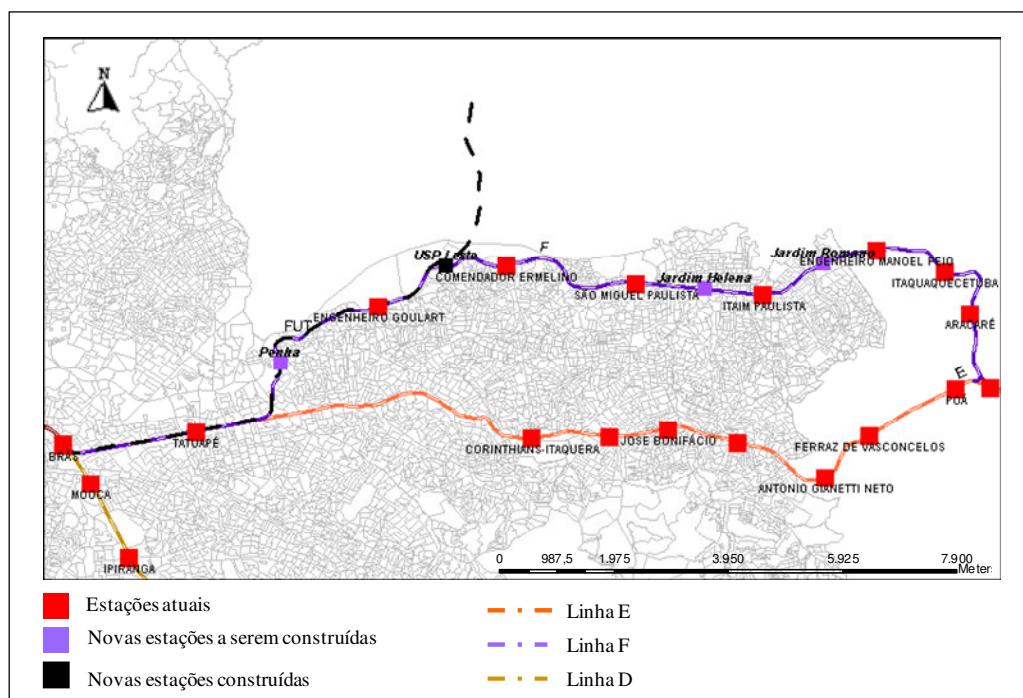 N
USP Leste
F
COMENDADOR ERMELINO
Jardim Romano
ENGENHEIRO MANOEL FEIO
SÃO MIGUEL PAULISTA
Jardim Helena
ITAIM PAULISTA
ITAQUAQUECETUBA
ENGENHEIRO GOULART
ARACARÉ
FUT
Penha
E
POÁ
TATUAPÉ
BRÁS
CORINTHIANS-ITAQUERA
JOSE BONIFÁCIO
FERRAZ DE VASCONCELOS
MOOCA
ANTONIO GIANETTI NETO
IPIRANGA
0 987,5 1.975 3.950 5.925 7.900
Meters
Estações atuais
Novas estações a serem construídas
Novas estações construídas
Linha E
Linha F
Linha D